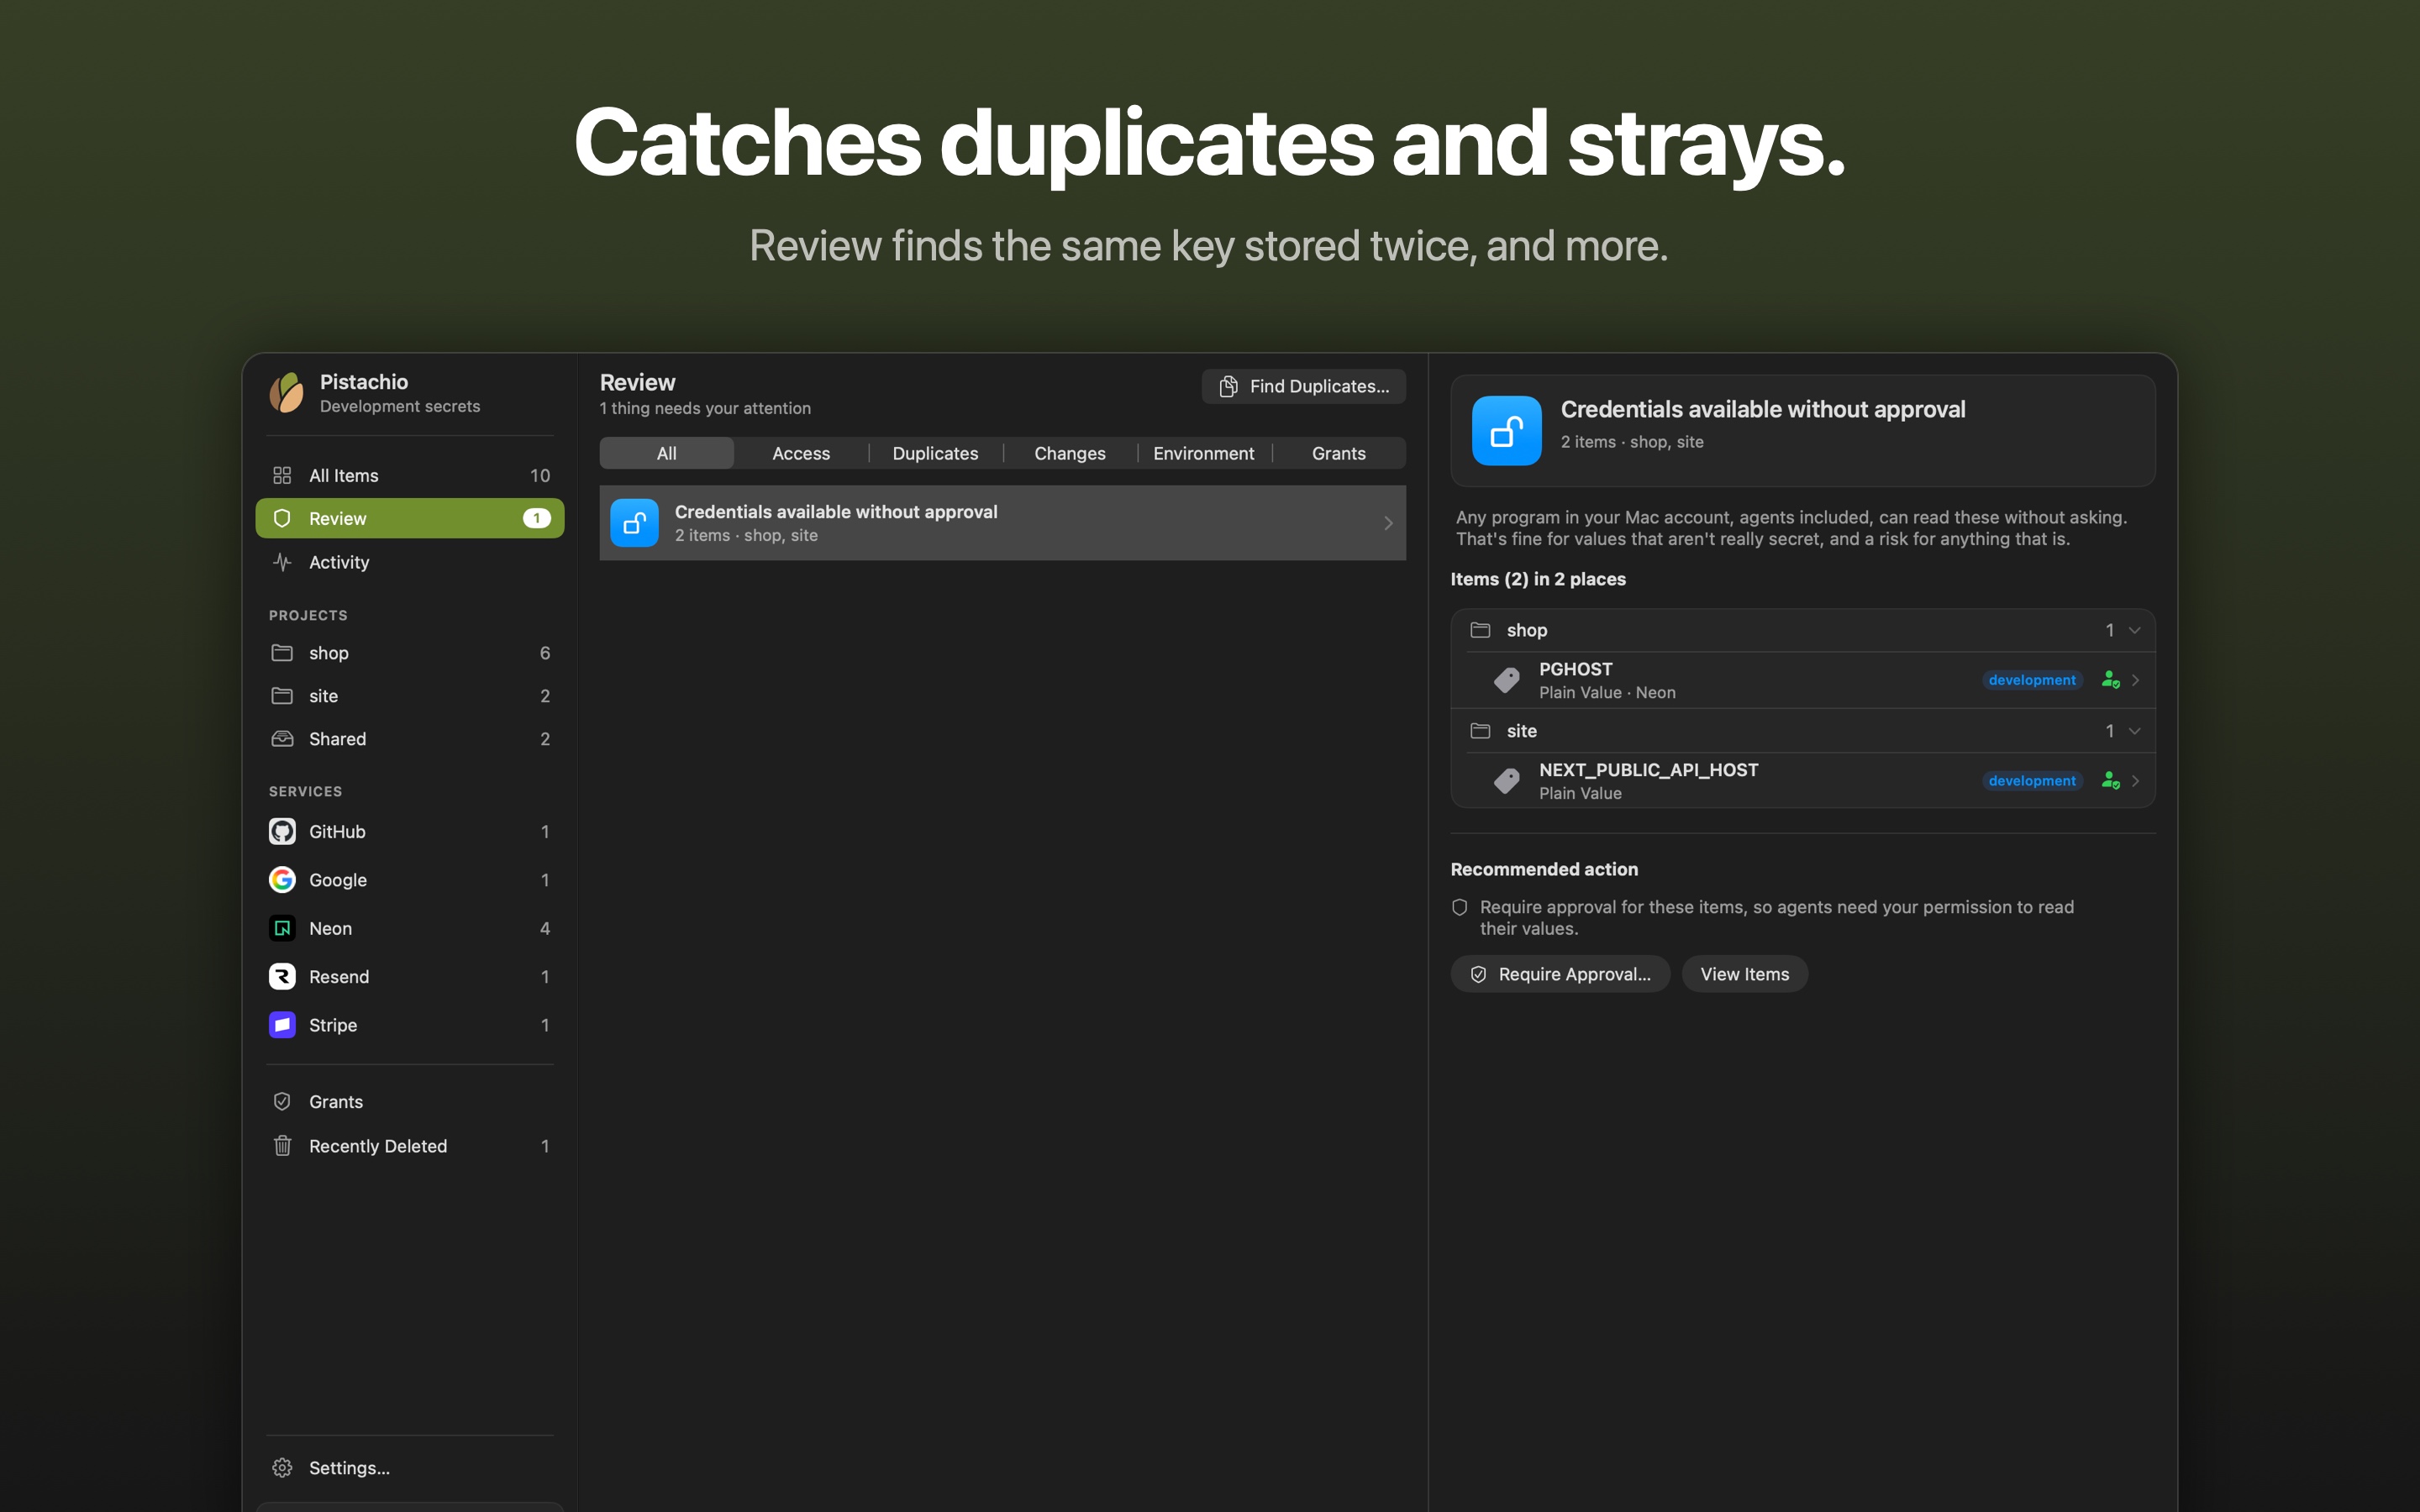 Catches duplicates and strays.
Review finds the same key stored twice, and more.
Pistachio
Development secrets
All Items 10
Review 1
Activity
PROJECTS
shop 6
site 2
Shared 2
SERVICES
GitHub 1
Google 1
Neon 4
Resend 1
Stripe 1
Grants
Recently Deleted 1
Settings...
Review
1 thing needs your attention
Find Duplicates...
All Access Duplicates Changes Environment Grants
Credentials available without approval
2 items · shop, site
Credentials available without approval
2 items · shop, site
Any program in your Mac account, agents included, can read these without asking.
That's fine for values that aren't really secret, and a risk for anything that is.
Items (2) in 2 places
shop 1
PGHOST
Plain Value · Neon
development
site 1
NEXT_PUBLIC_API_HOST
Plain Value
development
Recommended action
Require approval for these items, so agents need your permission to read
their values.
Require Approval... View Items